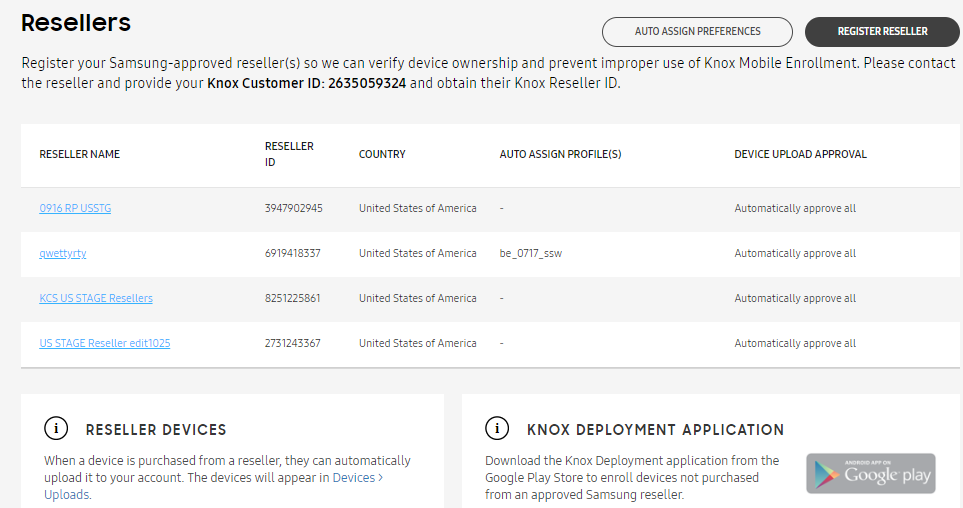 Resellers
AUTO ASSIGN PREFERENCES
REGISTER RESELLER
Register your Samsung-approved reseller(s) so we can verify device ownership and prevent improper use of Knox Mobile Enrollment. Please contact
the reseller and provide your Knox Customer ID: 2635059324 and obtain their Knox Reseller ID.
RESELLER NAME RESELLER ID COUNTRY AUTO ASSIGN PROFILE(S) DEVICE UPLOAD APPROVAL
0916 RP USSTG 3947902945 United States of America - Automatically approve all
qwettyrty 6919418337 United States of America be_0717_ssw Automatically approve all
KCS US STAGE Resellers 8251225861 United States of America - Automatically approve all
US STAGE Reseller edit1025 2731243367 United States of America - Automatically approve all
i RESELLER DEVICES
When a device is purchased from a reseller, they can automatically
upload it to your account. The devices will appear in Devices >
Uploads.
i KNOX DEPLOYMENT APPLICATION
Download the Knox Deployment application from the
Google Play Store to enroll devices not purchased
from an approved Samsung reseller.
ANDROID APP ON
Google play